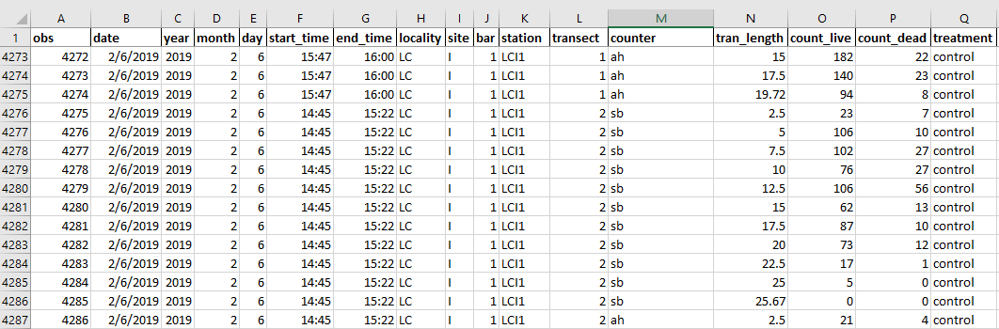 A B C D E F G H I J K L M N O P Q
1 obs date year month day start_time end_time locality site bar station transect counter tran_length count_live count_dead treatment
4273 4272 2/6/2019 2019 2 6 15:47 16:00 LC I 1 LCI1 1 ah 15 182 22 control
4274 4273 2/6/2019 2019 2 6 15:47 16:00 LC I 1 LCI1 1 ah 17.5 140 23 control
4275 4274 2/6/2019 2019 2 6 15:47 16:00 LC I 1 LCI1 1 ah 19.72 94 8 control
4276 4275 2/6/2019 2019 2 6 14:45 15:22 LC I 1 LCI1 2 sb 2.5 23 7 control
4277 4276 2/6/2019 2019 2 6 14:45 15:22 LC I 1 LCI1 2 sb 5 106 10 control
4278 4277 2/6/2019 2019 2 6 14:45 15:22 LC I 1 LCI1 2 sb 7.5 102 27 control
4279 4278 2/6/2019 2019 2 6 14:45 15:22 LC I 1 LCI1 2 sb 10 76 27 control
4280 4279 2/6/2019 2019 2 6 14:45 15:22 LC I 1 LCI1 2 sb 12.5 106 56 control
4281 4280 2/6/2019 2019 2 6 14:45 15:22 LC I 1 LCI1 2 sb 15 62 13 control
4282 4281 2/6/2019 2019 2 6 14:45 15:22 LC I 1 LCI1 2 sb 17.5 87 10 control
4283 4282 2/6/2019 2019 2 6 14:45 15:22 LC I 1 LCI1 2 sb 20 73 12 control
4284 4283 2/6/2019 2019 2 6 14:45 15:22 LC I 1 LCI1 2 sb 22.5 17 1 control
4285 4284 2/6/2019 2019 2 6 14:45 15:22 LC I 1 LCI1 2 sb 25 5 0 control
4286 4285 2/6/2019 2019 2 6 14:45 15:22 LC I 1 LCI1 2 sb 25.67 0 0 control
4287 4286 2/6/2019 2019 2 6 14:45 15:22 LC I 1 LCI1 2 ah 2.5 21 4 control